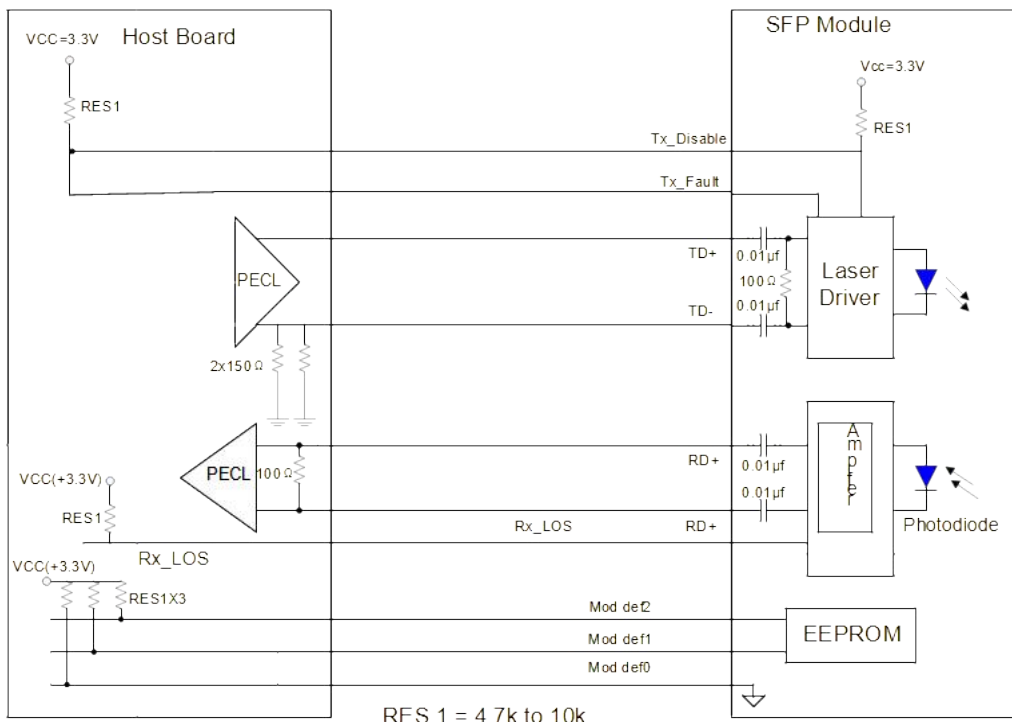 Host Board
SFP Module
VCC=3.3V
Vcc=3.3V
RES1
RES1
Tx_Disable
Tx_Fault
PECL
TD+
0.01µf
100Ω
0.01µf
TD-
Laser
Driver
2x150Ω
PECL
100Ω
RD+
0.01µf
0.01µf
Ampfer
VCC(+3.3V)
RES1
Rx_LOS
RD+
Photodiode
Rx_LOS
VCC(+3.3V)
RES1X3
Mod def2
Mod def1
Mod def0
EEPROM
RES 1 = 4.7k to 10k